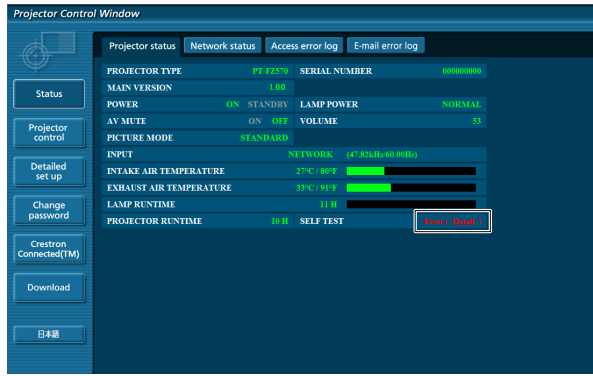 Projector Control Window
Projector status Network status Access error log E-mail error log
PROJECTOR TYPE PT-FZ570 SERIAL NUMBER 000000000
MAIN VERSION 1.00
POWER ON STANDBY LAMP POWER NORMAL
AV MUTE ON OFF VOLUME 53
PICTURE MODE STANDARD
INPUT NETWORK (47.82kHz/60.00Hz)
INTAKE AIR TEMPERATURE 27°C / 80°F
EXHAUST AIR TEMPERATURE 33°C / 91°F
LAMP RUNTIME 11 H
PROJECTOR RUNTIME 10 H SELF TEST Error ( Detail )
Status
Projector
control
Detailed
set up
Change
password
Crestron
Connected(TM)
Download
日本語